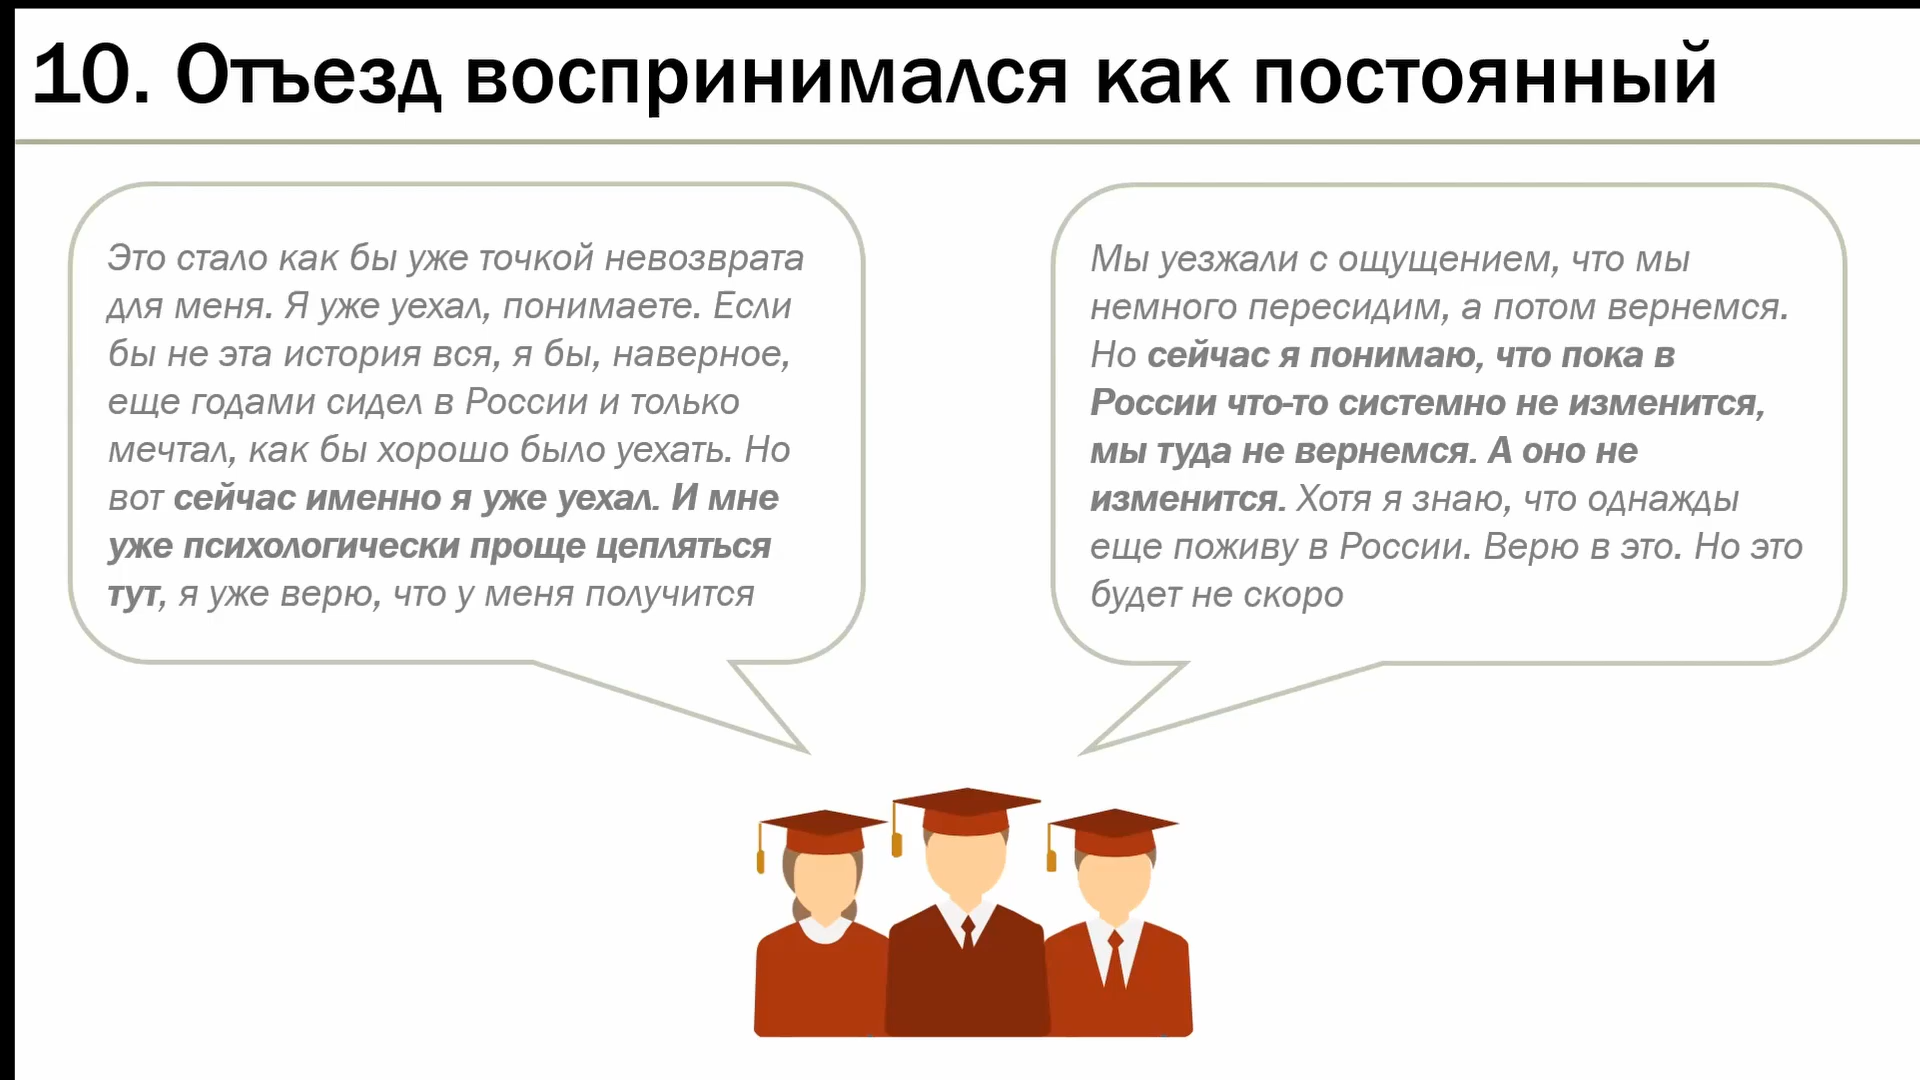 10. Отъезд воспринимался как постоянный
Это стало как бы уже точкой невозврата
для меня. Я уже уехал, понимаете. Если
бы не эта история вся, я бы, наверное,
еще годами сидел в России и только
мечтал, как бы хорошо было уехать. Но
вот сейчас именно я уже уехал. И мне
уже психологически проще цепляться
тут, я уже верю, что у меня получится
Мы уезжали с ощущением, что мы
немного пересидим, а потом вернемся.
Но сейчас я понимаю, что пока в
России что-то системно не изменится,
мы туда не вернемся. А оно не
изменится. Хотя я знаю, что однажды
еще поживу в России. Верю в это. Но это
будет не скоро